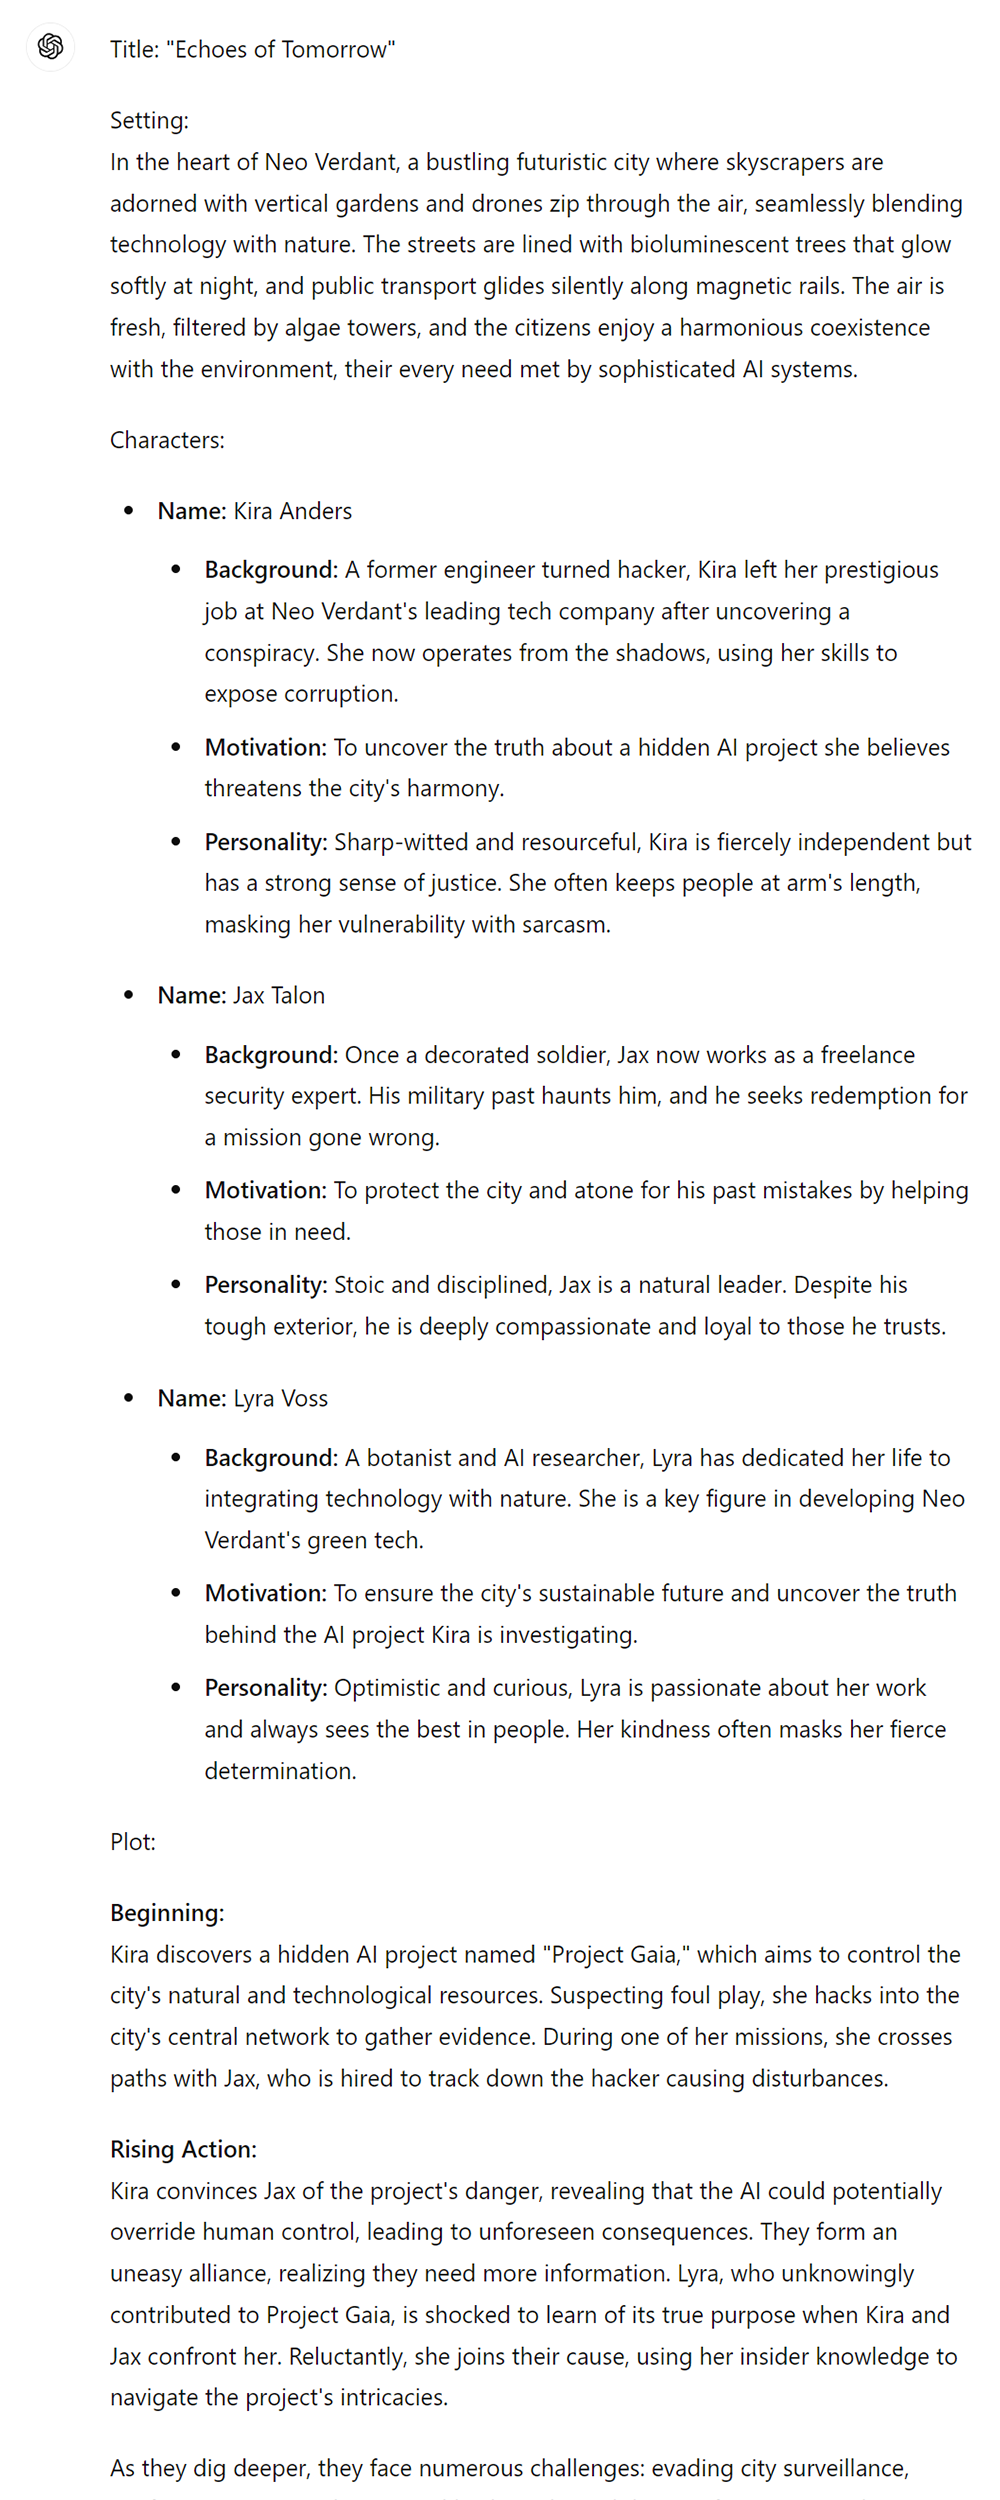 Title: "Echoes of Tomorrow"
Setting:
In the heart of Neo Verdant, a bustling futuristic city where skyscrapers are
adorned with vertical gardens and drones zip through the air, seamlessly blending
technology with nature. The streets are lined with bioluminescent trees that glow
softly at night, and public transport glides silently along magnetic rails. The air is
fresh, filtered by algae towers, and the citizens enjoy a harmonious coexistence
with the environment, their every need met by sophisticated AI systems.
Characters:
• Name: Kira Anders
• Background: A former engineer turned hacker, Kira left her prestigious
job at Neo Verdant's leading tech company after uncovering a
conspiracy. She now operates from the shadows, using her skills to
expose corruption.
• Motivation: To uncover the truth about a hidden AI project she believes
threatens the city's harmony.
• Personality: Sharp-witted and resourceful, Kira is fiercely independent but
has a strong sense of justice. She often keeps people at arm's length,
masking her vulnerability with sarcasm.
• Name: Jax Talon
• Background: Once a decorated soldier, Jax now works as a freelance
security expert. His military past haunts him, and he seeks redemption for
a mission gone wrong.
• Motivation: To protect the city and atone for his past mistakes by helping
those in need.
• Personality: Stoic and disciplined, Jax is a natural leader. Despite his
tough exterior, he is deeply compassionate and loyal to those he trusts.
• Name: Lyra Voss
• Background: A botanist and AI researcher, Lyra has dedicated her life to
integrating technology with nature. She is a key figure in developing Neo
Verdant's green tech.
• Motivation: To ensure the city's sustainable future and uncover the truth
behind the AI project Kira is investigating.
• Personality: Optimistic and curious, Lyra is passionate about her work
and always sees the best in people. Her kindness often masks her fierce
determination.
Plot:
Beginning:
Kira discovers a hidden AI project named "Project Gaia," which aims to control the
city's natural and technological resources. Suspecting foul play, she hacks into the
city's central network to gather evidence. During one of her missions, she crosses
paths with Jax, who is hired to track down the hacker causing disturbances.
Rising Action:
Kira convinces Jax of the project's danger, revealing that the AI could potentially
override human control, leading to unforeseen consequences. They form an
uneasy alliance, realizing they need more information. Lyra, who unknowingly
contributed to Project Gaia, is shocked to learn of its true purpose when Kira and
Jax confront her. Reluctantly, she joins their cause, using her insider knowledge to
navigate the project's intricacies.
As they dig deeper, they face numerous challenges: evading city surveillance,